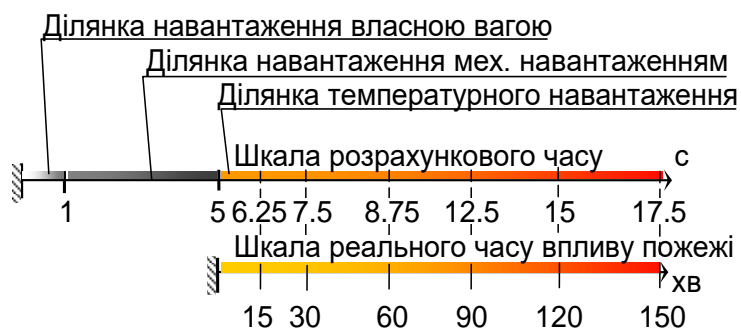 Ділянка навантаження власною вагою
Ділянка навантаження мех. навантаженням
Ділянка температурного навантаження
Шкала розрахункового часу с
1 5 6.25 7.5 8.75 12.5 15 17.5
Шкала реального часу впливу пожежі
хв
15 30 60 90 120 150